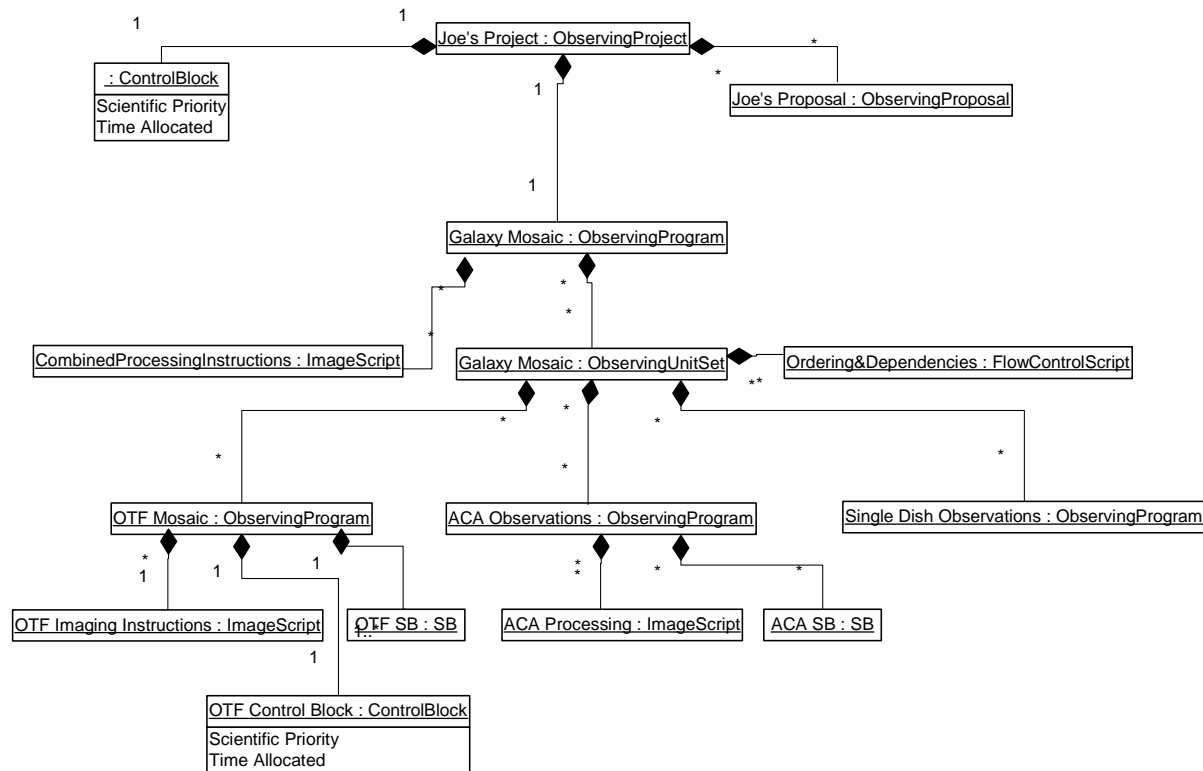 1
1
Joe's Project : ObservingProject
*
: ControlBlock
Scientific Priority
Time Allocated
1
*
Joe's Proposal : ObservingProposal
1
Galaxy Mosaic : ObservingProgram
*
*
*
*
CombinedProcessingInstructions : ImageScript
Galaxy Mosaic : ObservingUnitSet
Ordering&Dependencies : FlowControlScript
**
*
*
*
*
*
*
OTF Mosaic : ObservingProgram
ACA Observations : ObservingProgram
Single Dish Observations : ObservingProgram
*
1
1
1
*
*
*
*
OTF Imaging Instructions : ImageScript
OTF SB : SB
1..*
ACA Processing : ImageScript
ACA SB : SB
1
OTF Control Block : ControlBlock
Scientific Priority
Time Allocated